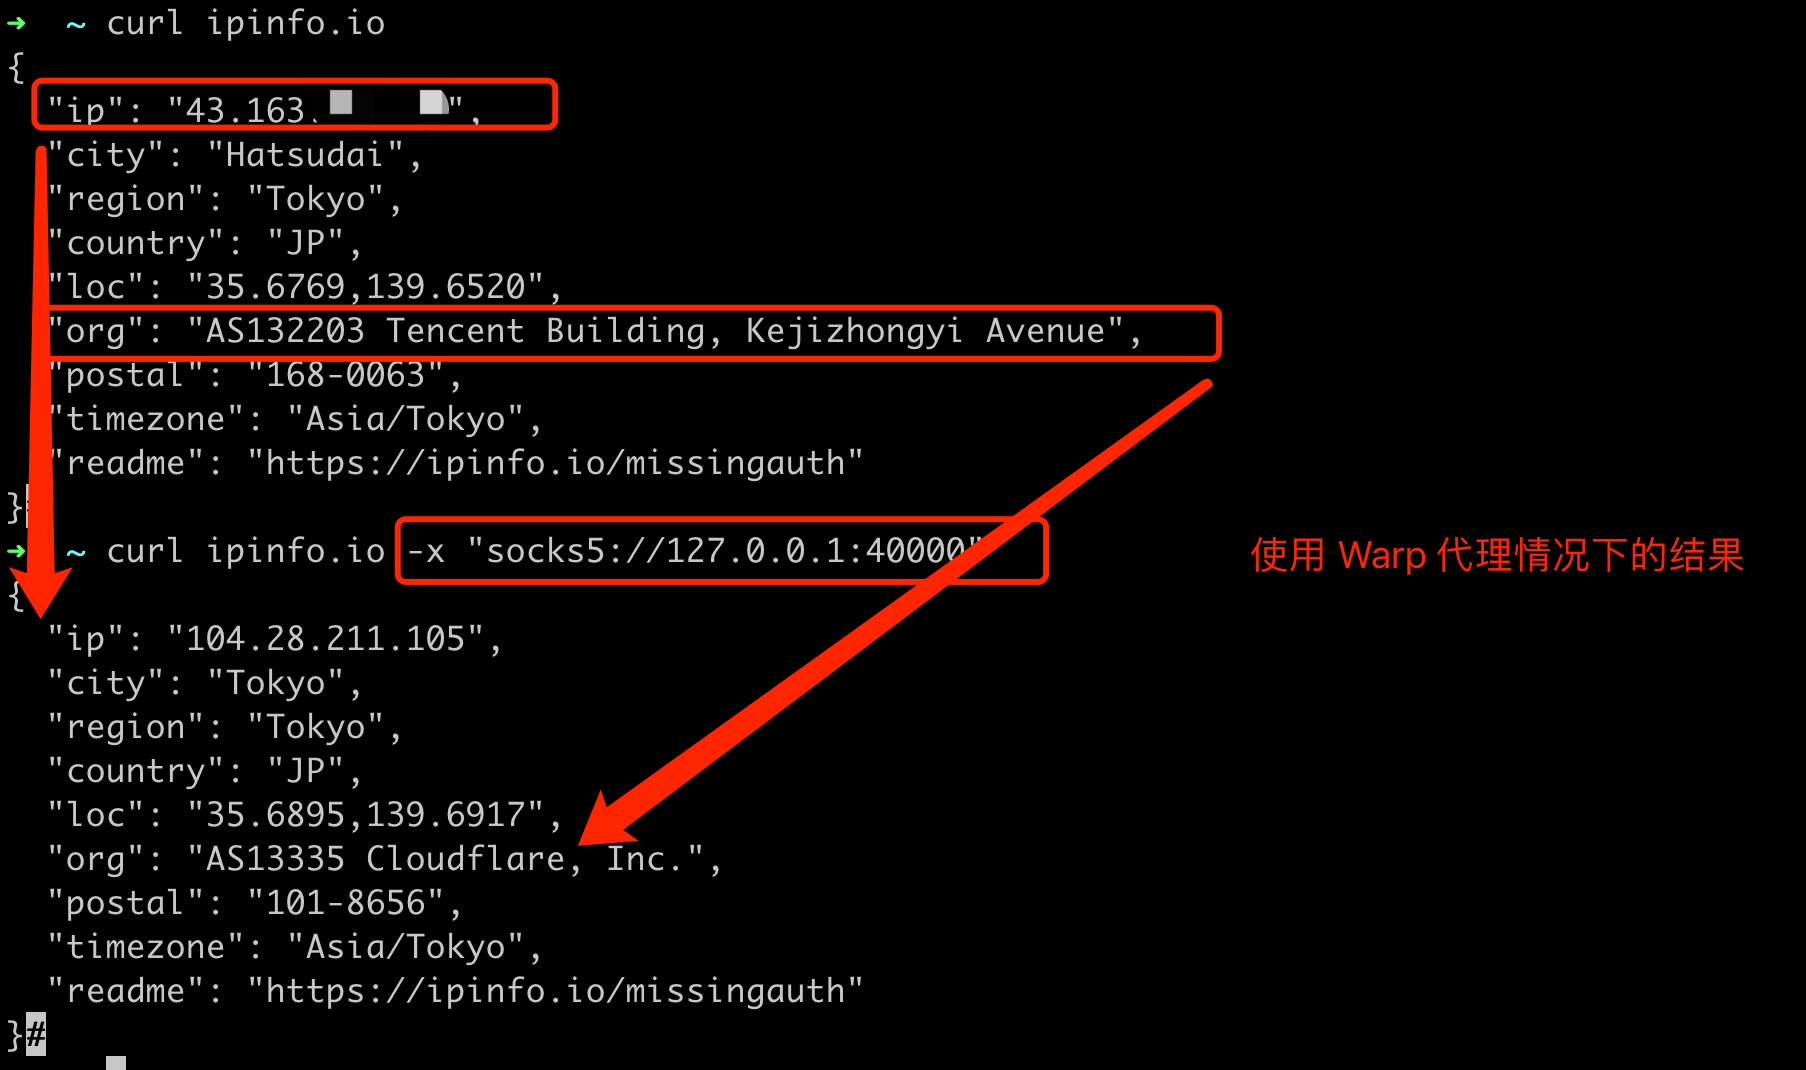 ➜  ~ curl ipinfo.io
{
  "ip": "43.163.    ",
  "city": "Hatsudai",
  "region": "Tokyo",
  "country": "JP",
  "loc": "35.6769,139.6520",
  "org": "AS132203 Tencent Building, Kejizhongyi Avenue",
  "postal": "168-0063",
  "timezone": "Asia/Tokyo",
  "readme": "https://ipinfo.io/missingauth"
}
➜  ~ curl ipinfo.io -x "socks5://127.0.0.1:40000"
使用 Warp 代理情况下的结果
{
  "ip": "104.28.211.105",
  "city": "Tokyo",
  "region": "Tokyo",
  "country": "JP",
  "loc": "35.6895,139.6917",
  "org": "AS13335 Cloudflare, Inc.",
  "postal": "101-8656",
  "timezone": "Asia/Tokyo",
  "readme": "https://ipinfo.io/missingauth"
}#